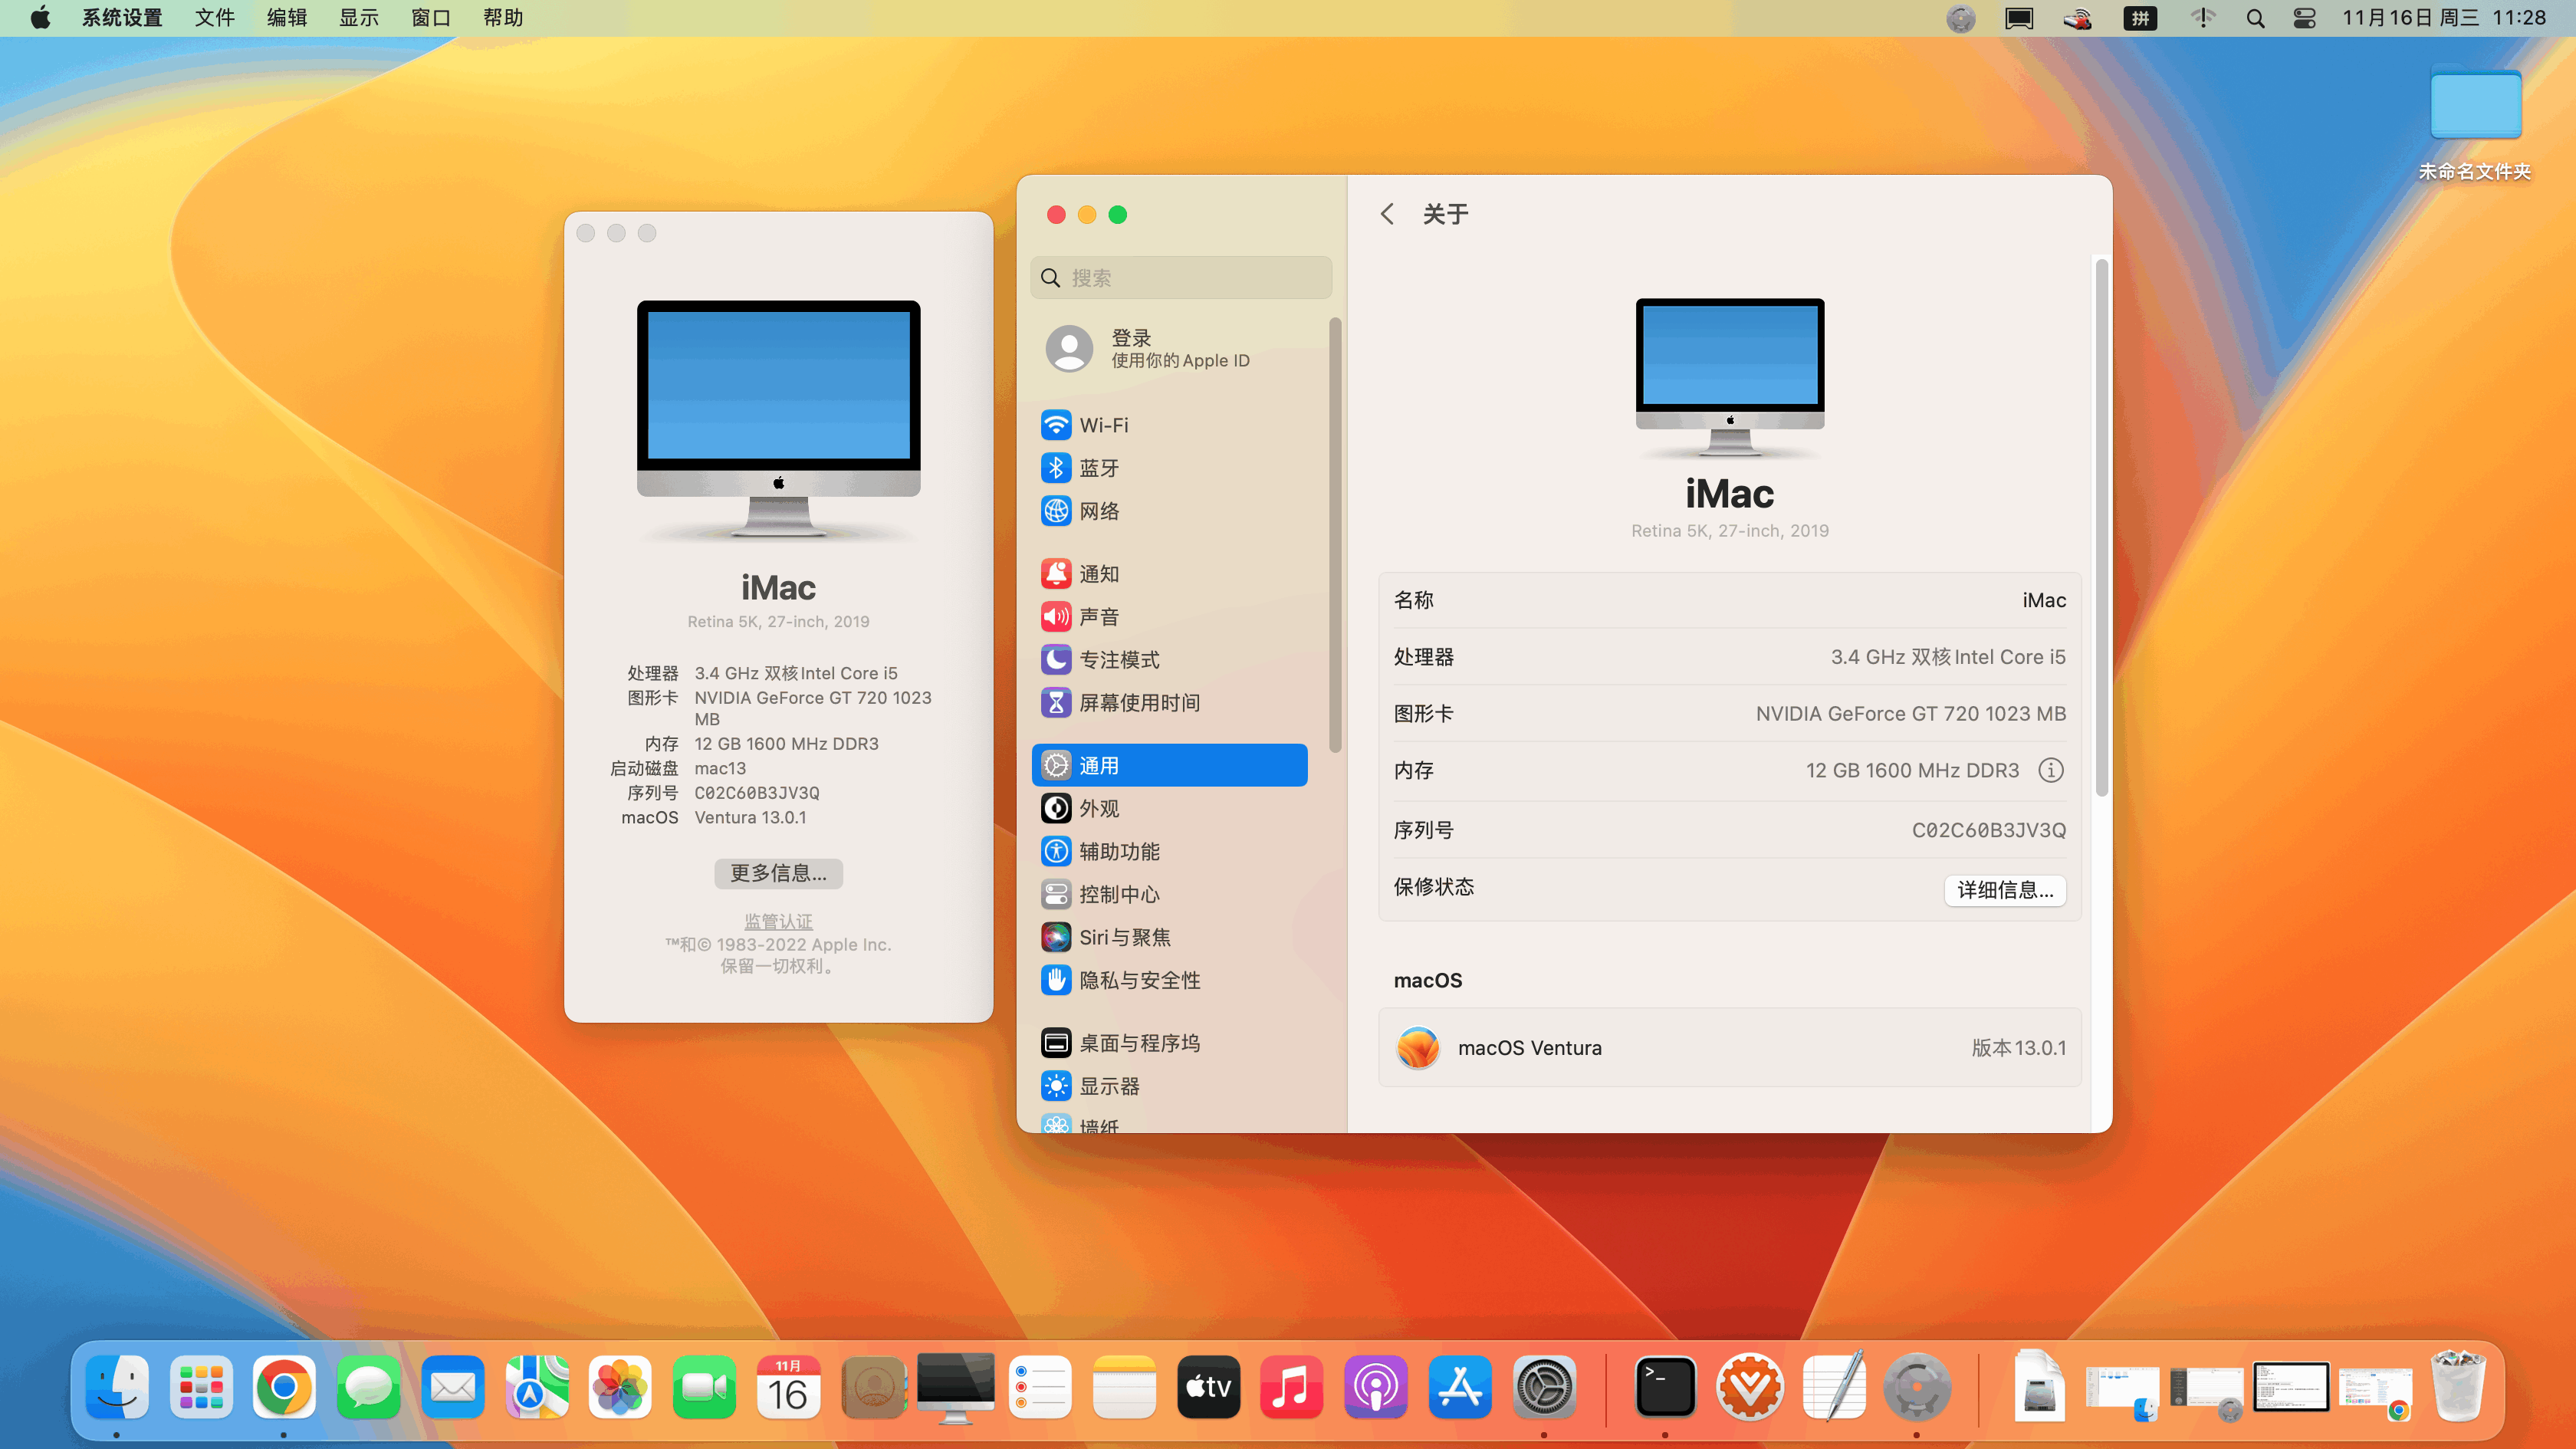 系统设置 文件 编辑 显示 窗口 帮助
拼 11月16日 周三 11:28
未命名文件夹
iMac
Retina 5K, 27-inch, 2019
处理器 3.4 GHz 双核Intel Core i5
图形卡 NVIDIA GeForce GT 720 1023
MB
内存 12 GB 1600 MHz DDR3
启动磁盘 mac13
序列号 C02C60B3JV3Q
macOS Ventura 13.0.1
更多信息...
监管认证
™和© 1983-2022 Apple Inc.
保留一切权利。
搜索
登录
使用你的Apple ID
Wi-Fi
蓝牙
网络
通知
声音
专注模式
屏幕使用时间
通用
外观
辅助功能
控制中心
Siri与聚焦
隐私与安全性
桌面与程序坞
显示器
墙纸
关于
iMac
Retina 5K, 27-inch, 2019
名称 iMac
处理器 3.4 GHz 双核Intel Core i5
图形卡 NVIDIA GeForce GT 720 1023 MB
内存 12 GB 1600 MHz DDR3
序列号 C02C60B3JV3Q
保修状态 详细信息...
macOS
macOS Ventura 版本13.0.1
11月
16
tv
>_